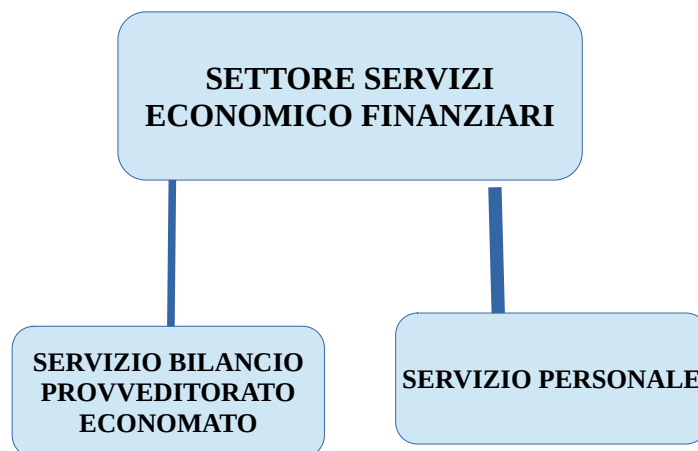 SETTORE SERVIZI
ECONOMICO FINANZIARI
SERVIZIO BILANCIO
PROVVEDITORATO
ECONOMATO
SERVIZIO PERSONALE